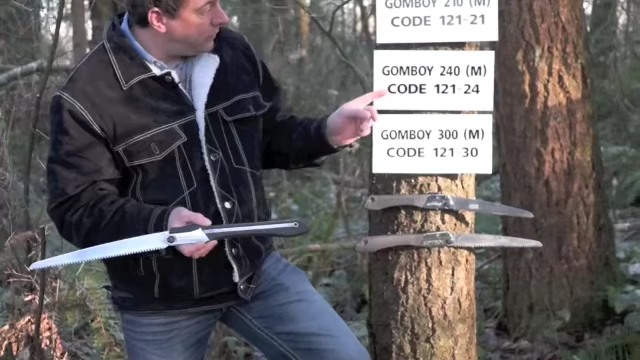 GOMBOY 210 (M)
CODE 121-21
GOMBOY 240 (M)
CODE 121-24
GOMBOY 300 (M)
CODE 121 30